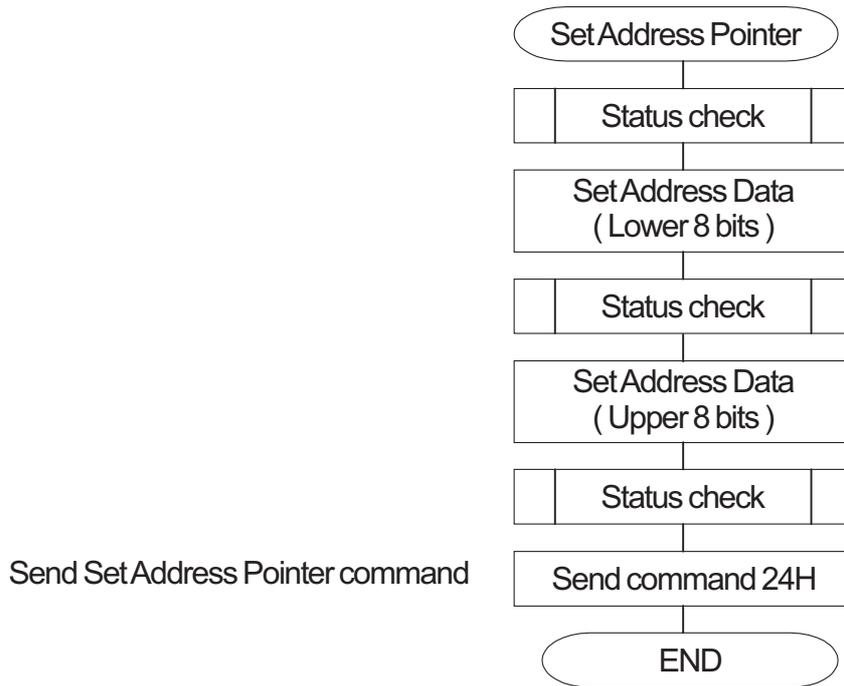 Set Address Pointer
Status check
Set Address Data
( Lower 8 bits )
Status check
Set Address Data
( Upper 8 bits )
Status check
Send Set Address Pointer command
Send command 24H
END